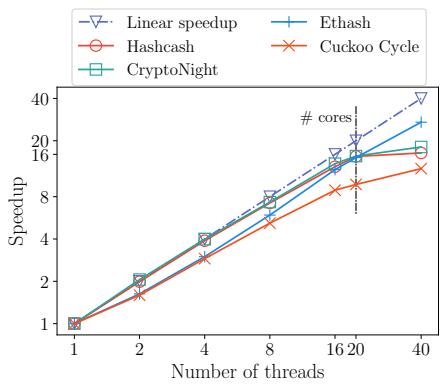 Linear speedup
Hashcash
CryptoNight
Ethash
Cuckoo Cycle
# cores
40
20
16
8
4
2
1
Speedup
1 2 4 8 16 20 40
Number of threads